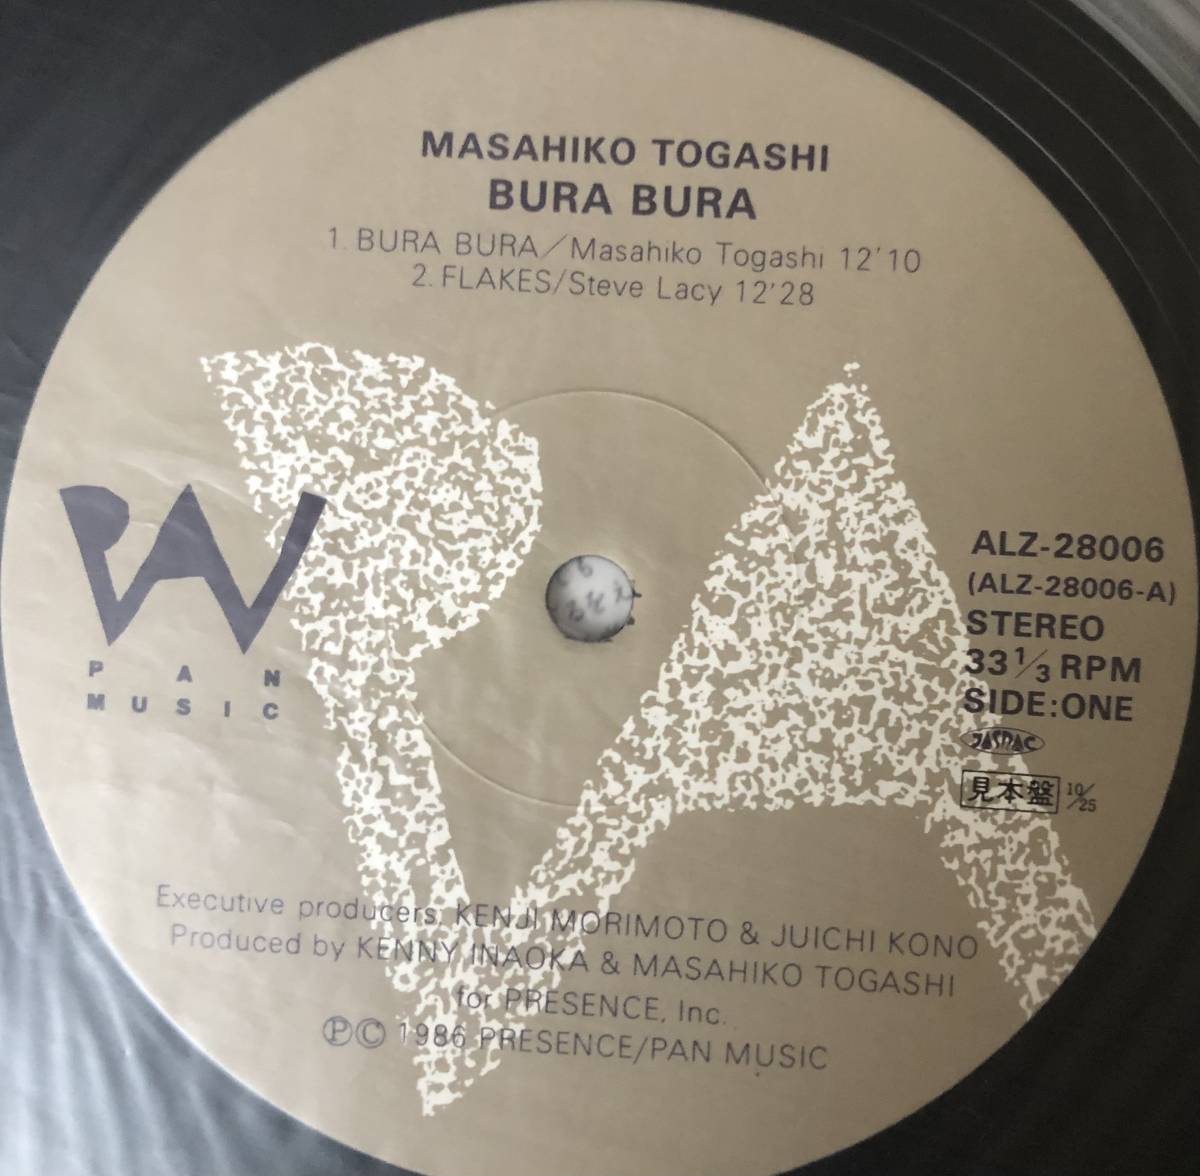 MASAHIKO TOGASHI
BURA BURA
1. BURA BURA/Masahiko Togashi 12'10
2. FLAKES/Steve Lacy 12'28
PAN
P A N
M U S I C
ALZ-28006
(ALZ-28006-A)
STEREO
33 1/3 RPM
SIDE:ONE
JASRAC
見本盤 10/25
Executive producers: KENJI MORIMOTO & JUICHI KONO
Produced by KENNY INAOKA & MASAHIKO TOGASHI
for PRESENCE, Inc.
Ⓟ© 1986 PRESENCE/PAN MUSIC